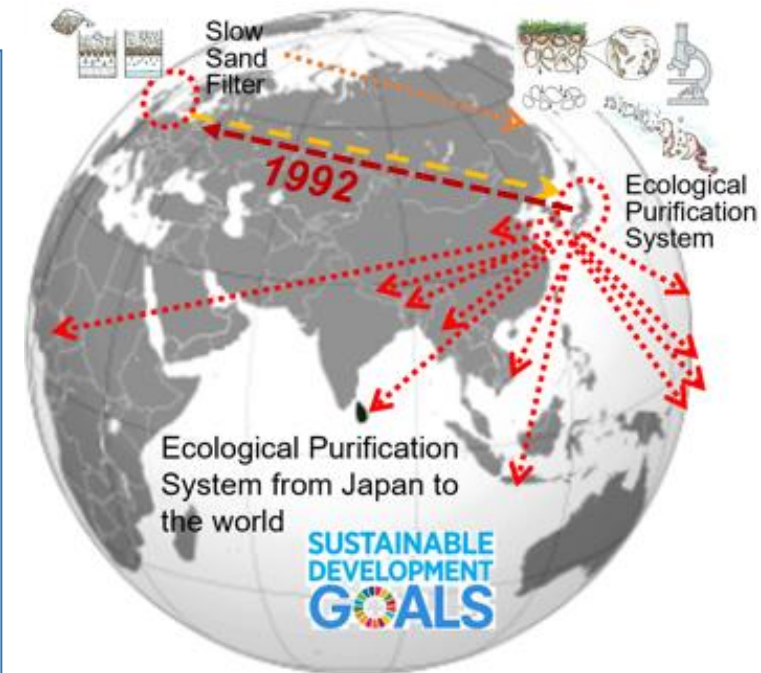 Slow
Sand
Filter
1992
Ecological
Purification
System
Ecological Purification
System from Japan to
the world
SUSTAINABLE
DEVELOPMENT
GOALS